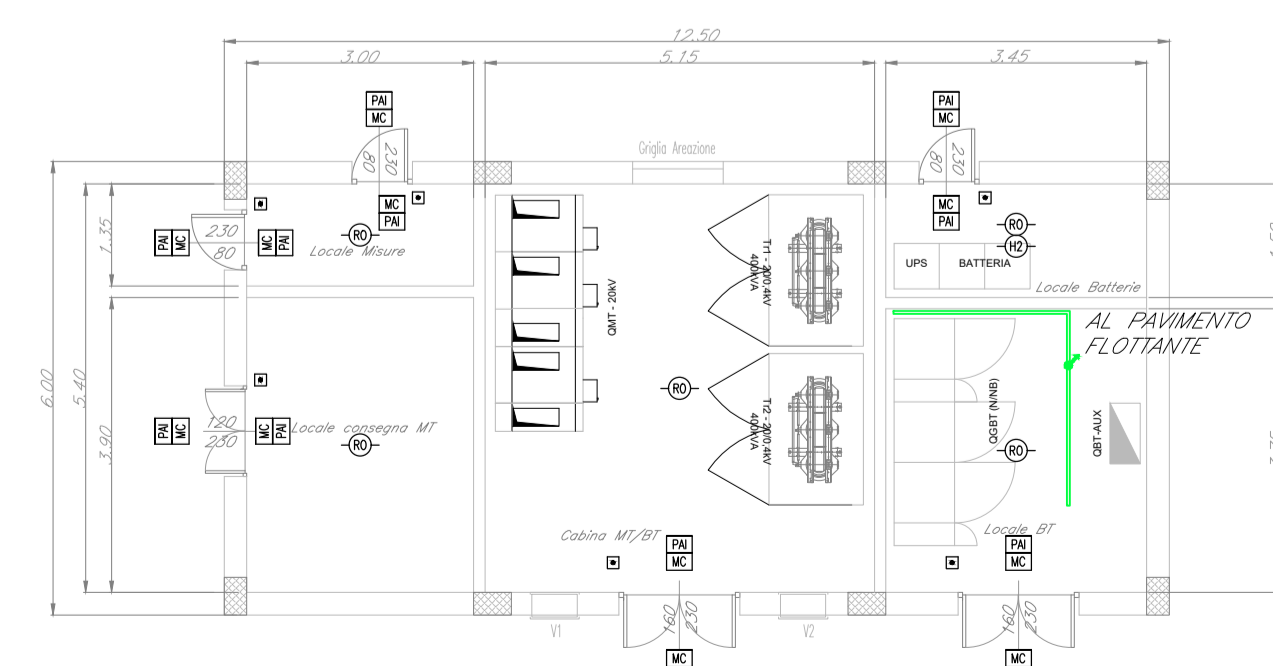 12.50
3.00
5.15
3.45
PAI
MC
PAI
MC
80
230
Griglia Areazione
80
230
MC
PAI
MC
PAI
1.35
PAI
MC
230
80
MC
PAI
RO
Locale Misure
RO
H2
UPS
BATTERIA
Locale Batterie
QMT - 20kV
Tr1 - 20/0,4kV
400kVA
AL PAVIMENTO
FLOTTANTE
6.00
5.40
3.90
PAI
MC
120
230
MC
PAI
Locale consegna MT
RO
RO
Tr2 - 20/0,4kV
400kVA
QGBT (N/NB)
RO
QBT-AUX
Cabina MT/BT
PAI
MC
Locale BT
PAI
MC
V1
160
230
V2
160
230
MC
MC